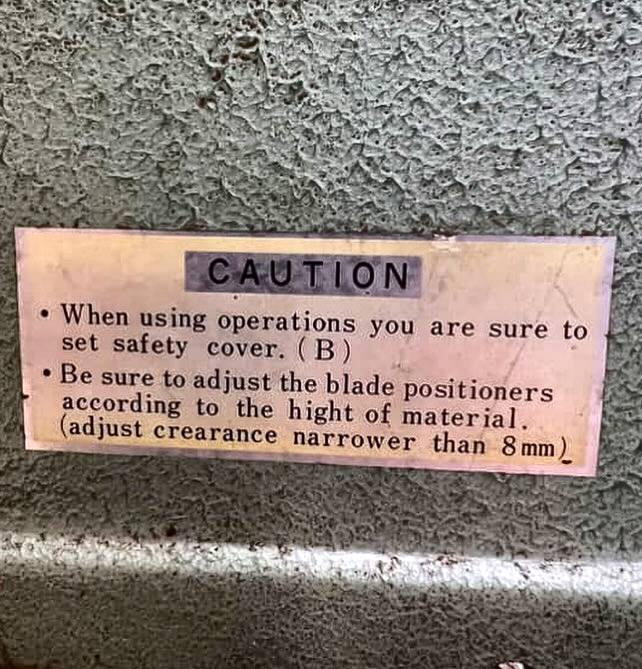 CAUTION
• When using operations you are sure to
set safety cover. (B)
• Be sure to adjust the blade positioners
according to the hight of material.
(adjust crearance narrower than 8mm)